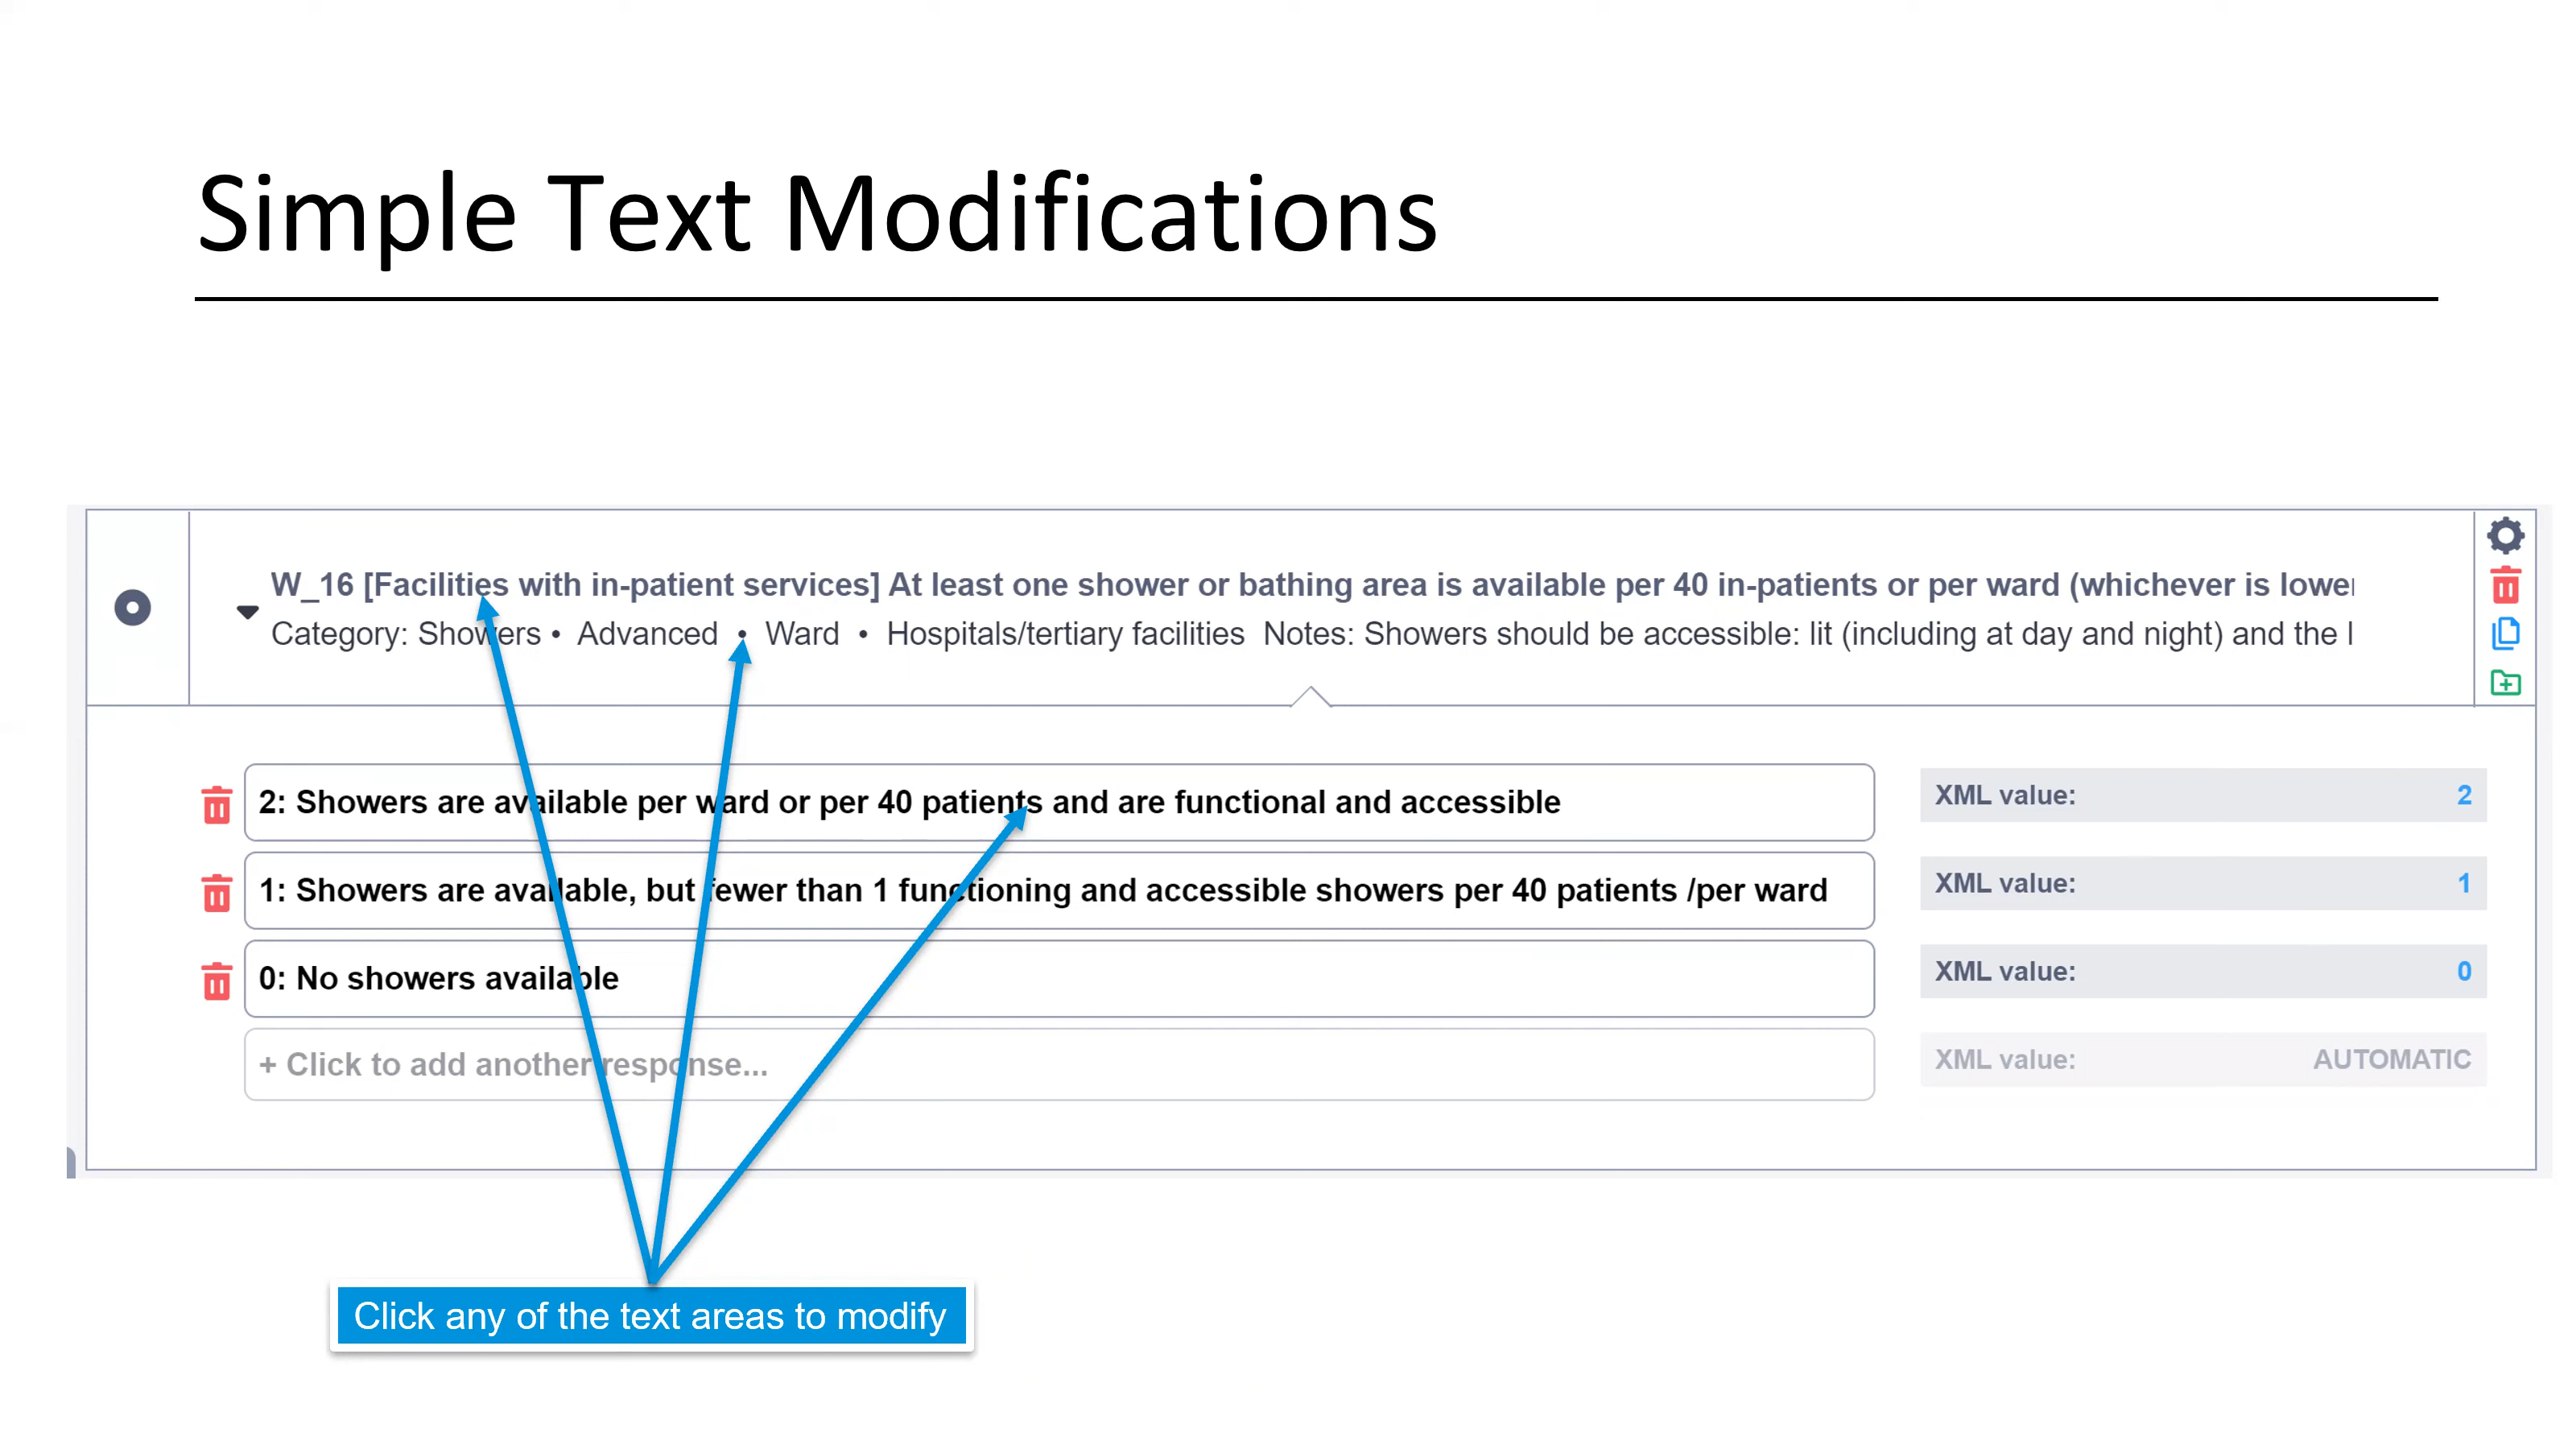 Simple Text Modifications
W_16 [Facilities with in-patient services] At least one shower or bathing area is available per 40 in-patients or per ward (whichever is lower
Category: Showers • Advanced • Ward • Hospitals/tertiary facilities Notes: Showers should be accessible: lit (including at day and night) and the l
2: Showers are available per ward or per 40 patients and are functional and accessible
XML value: 2
1: Showers are available, but fewer than 1 functioning and accessible showers per 40 patients /per ward
XML value: 1
0: No showers available
XML value: 0
+ Click to add another response...
XML value: AUTOMATIC
Click any of the text areas to modify